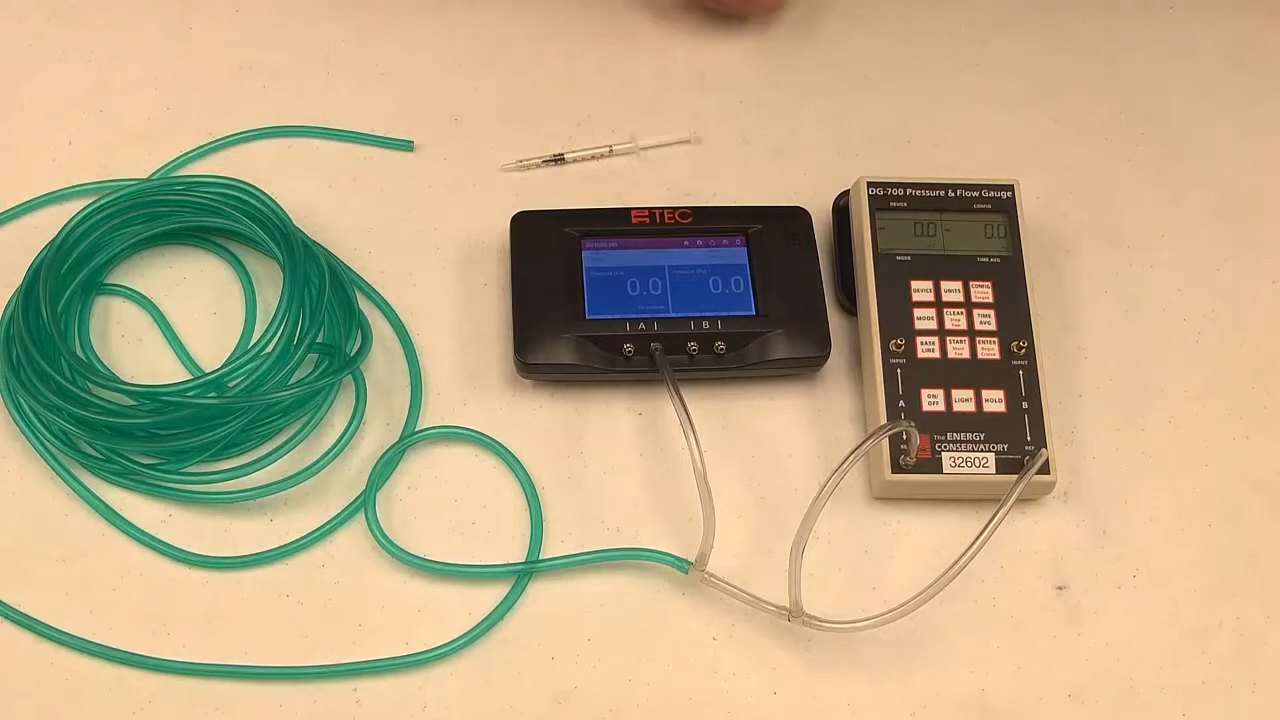 TEC
0.0
0.0
| A |
| B |
DG-700 Pressure & Flow Gauge
DEVICE
CONFIG
0.0
0.0
MODE
TIME AVG
DEVICE
UNITS
CONFIG
MODE
CLEAR
TIME
AVG
BASE
LINE
START
ENTER
INPUT
INPUT
ON/
OFF
LIGHT
HOLD
A
B
REF
The ENERGY
CONSERVATORY
32602